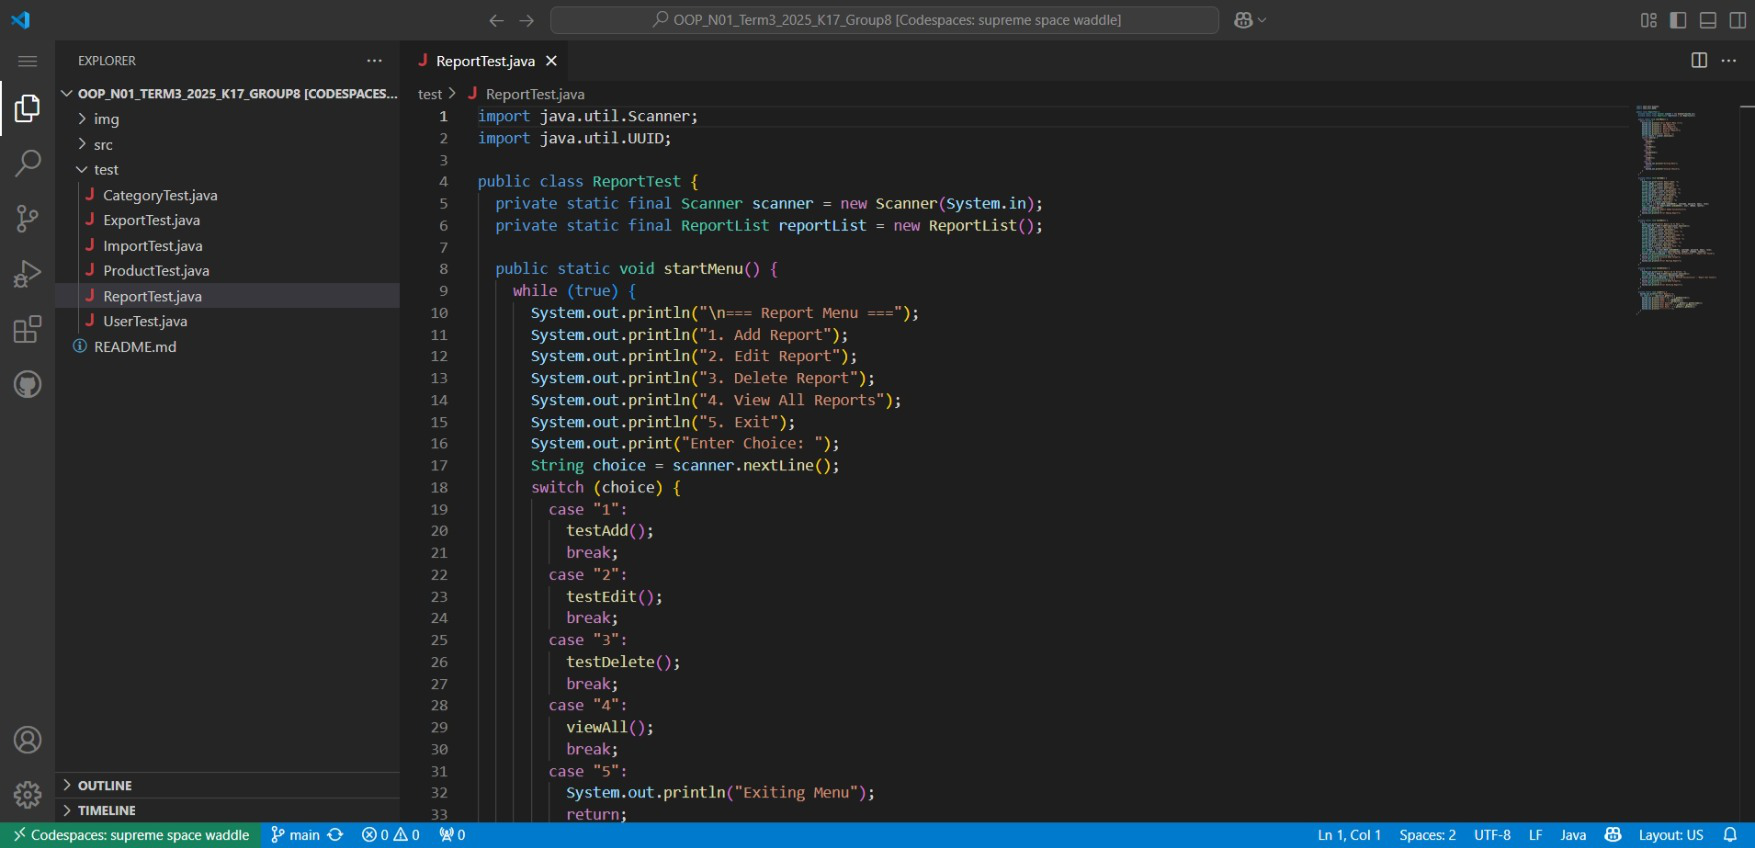 OOP_N01_Term3_2025_K17_Group8 [Codespaces: supreme space waddle]
EXPLORER
OOP_N01_TERM3_2025_K17_GROUP8 [CODESPACES...
img
src
test
CategoryTest.java
ExportTest.java
ImportTest.java
ProductTest.java
ReportTest.java
UserTest.java
README.md
OUTLINE
TIMELINE
ReportTest.java
test > ReportTest.java
1 import java.util.Scanner;
2 import java.util.UUID;
3
4 public class ReportTest {
5 private static final Scanner scanner = new Scanner(System.in);
6 private static final ReportList reportList = new ReportList();
7
8 public static void startMenu() {
9 while (true) {
10 System.out.println("\n=== Report Menu ===");
11 System.out.println("1. Add Report");
12 System.out.println("2. Edit Report");
13 System.out.println("3. Delete Report");
14 System.out.println("4. View All Reports");
15 System.out.println("5. Exit");
16 System.out.print("Enter Choice: ");
17 String choice = scanner.nextLine();
18 switch (choice) {
19 case "1":
20 testAdd();
21 break;
22 case "2":
23 testEdit();
24 break;
25 case "3":
26 testDelete();
27 break;
28 case "4":
29 viewAll();
30 break;
31 case "5":
32 System.out.println("Exiting Menu");
33 return;
Codespaces: supreme space waddle main 0 0 0 Ln 1, Col 1 Spaces: 2 UTF-8 LF Java Layout: US